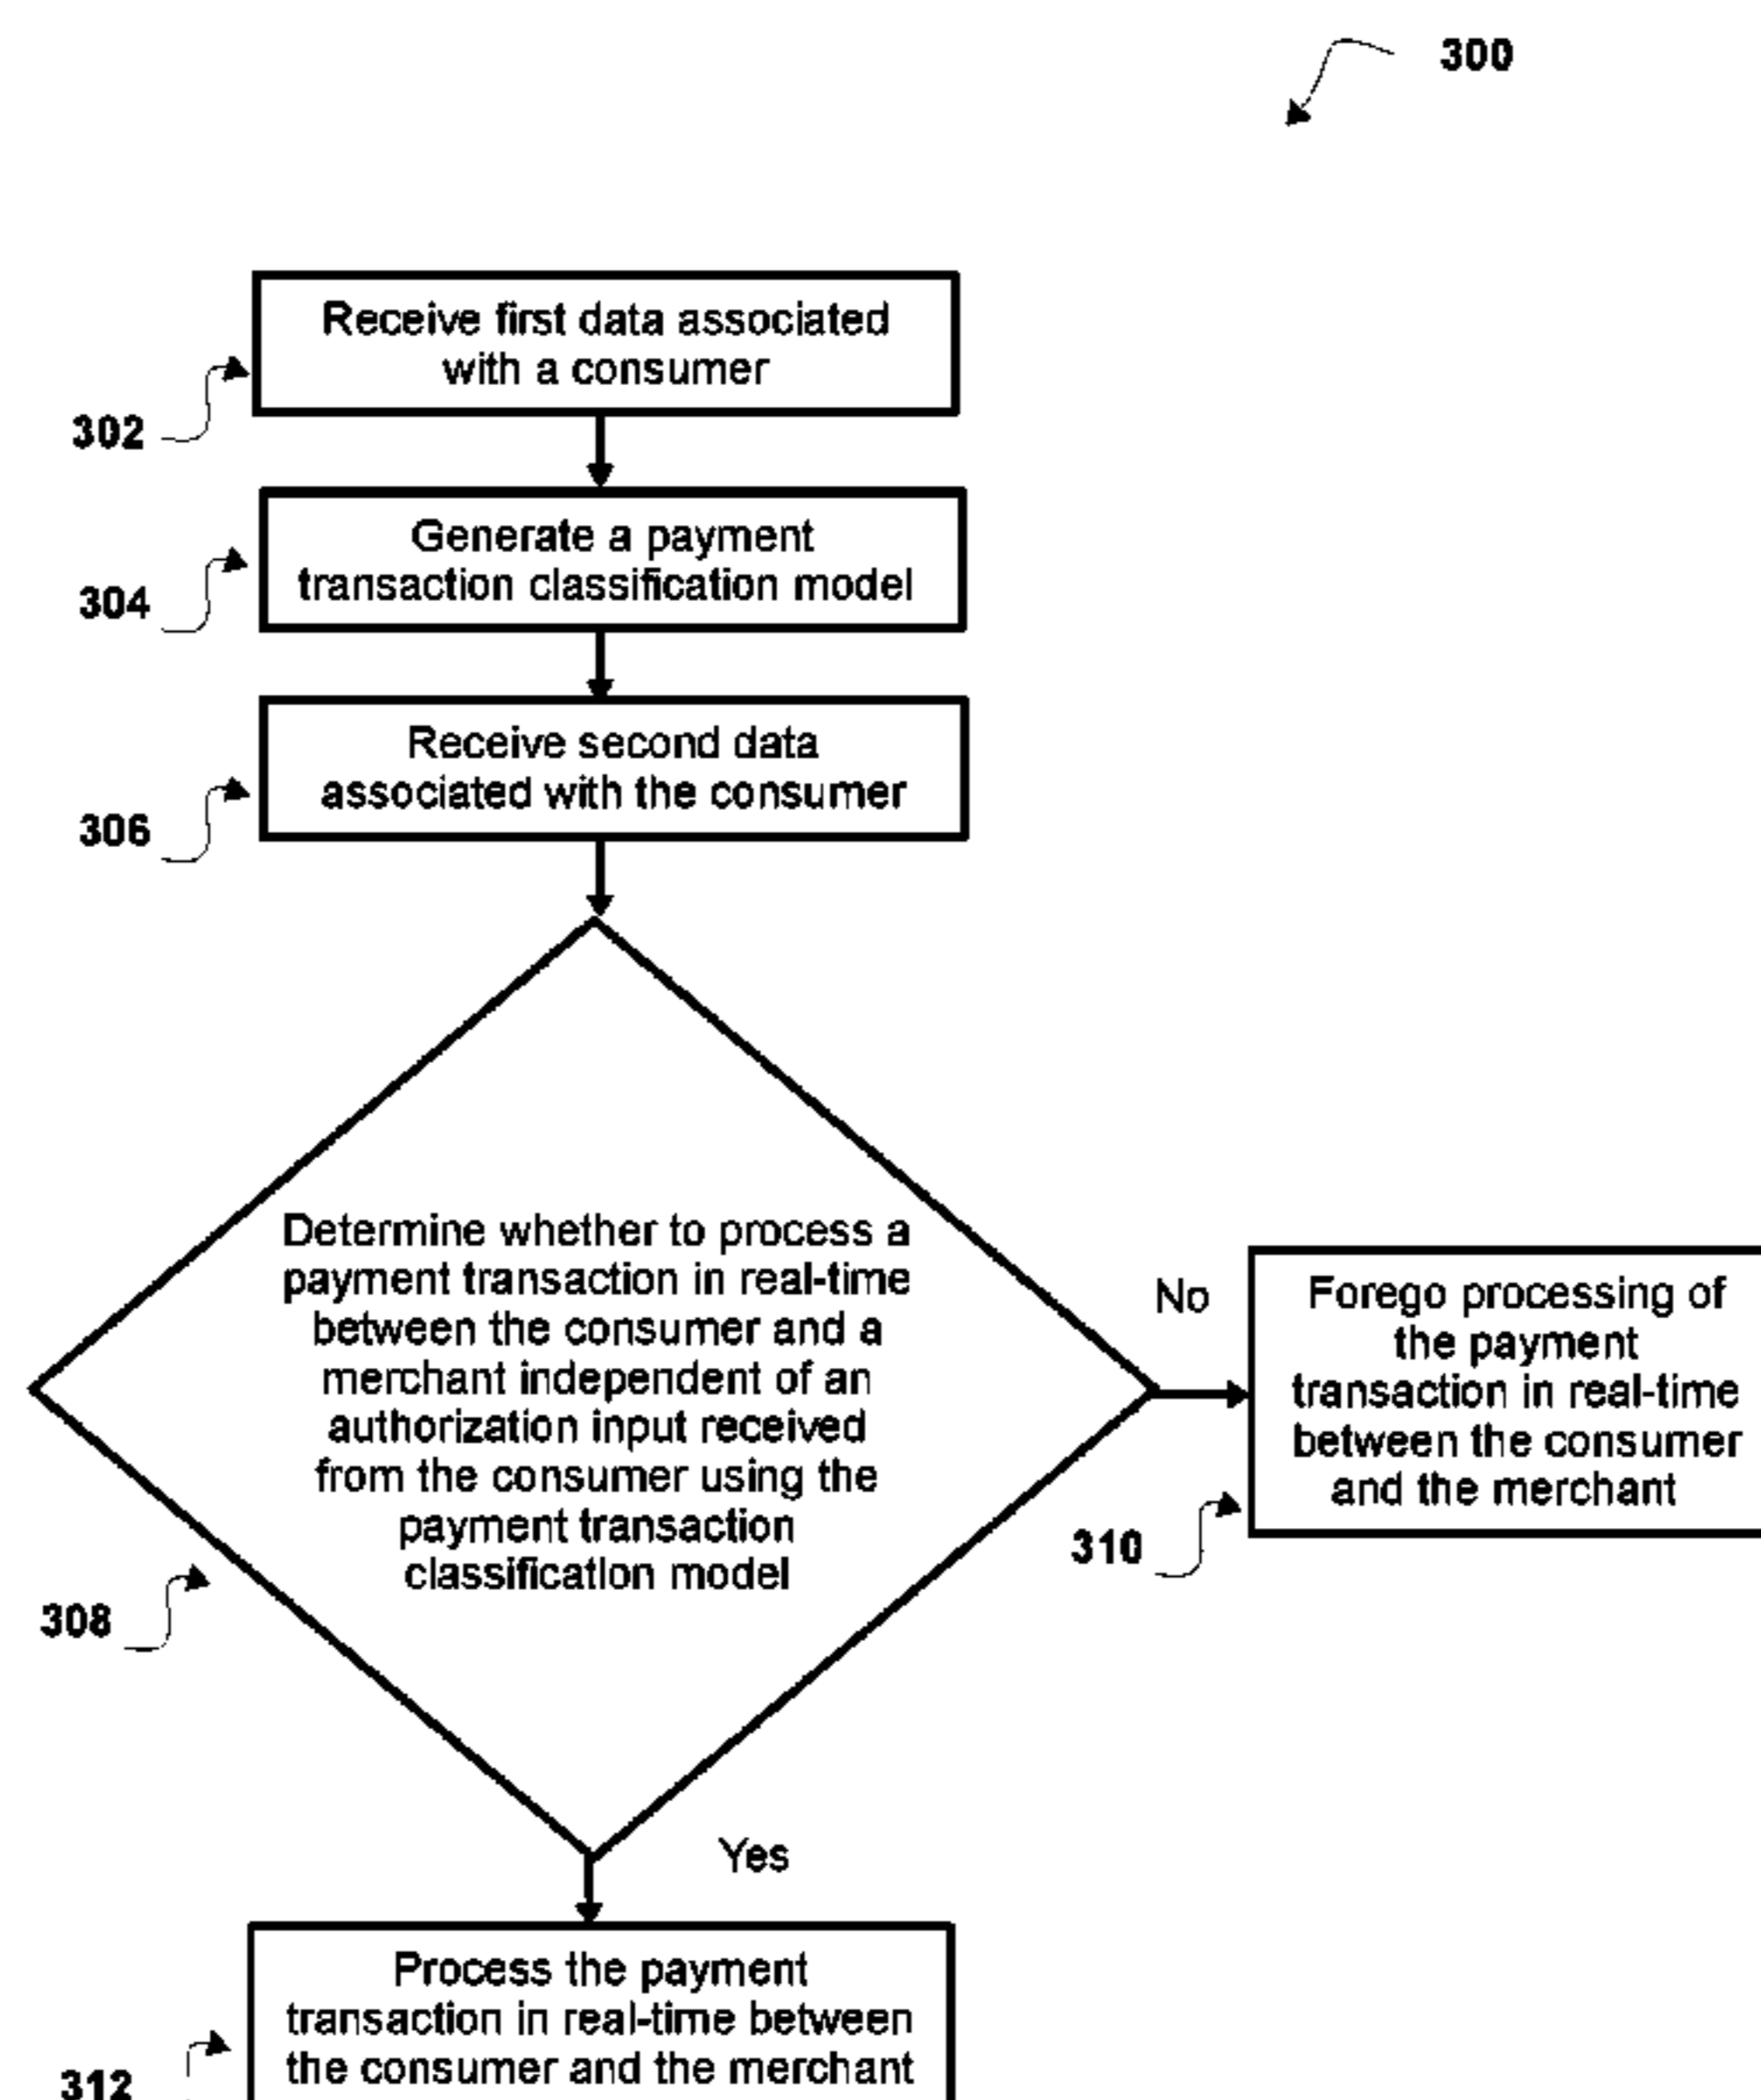 300
Receive first data associated
with a consumer
302
Generate a payment
transaction classification model
304
Receive second data
associated with the consumer
306
Determine whether to process a
payment transaction in real-time
between the consumer and a
merchant independent of an
authorization input received
from the consumer using the
payment transaction
classification model
308
No
Forego processing of
the payment
transaction in real-time
between the consumer
and the merchant
310
Yes
Process the payment
transaction in real-time between
the consumer and the merchant
312